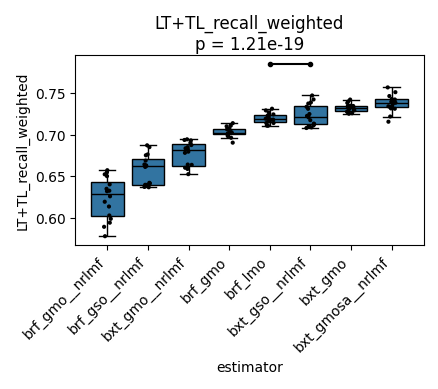 LT+TL_recall_weighted
p = 1.21e-19
LT+TL_recall_weighted
0.75
0.70
0.65
0.60
brf_gmo__nrlmf
brf_gso__nrlmf
bxt_gmo__nrlmf
brf_gmo
brf_lmo
bxt_gso__nrlmf
bxt_gmo
bxt_gmosa__nrlmf
estimator